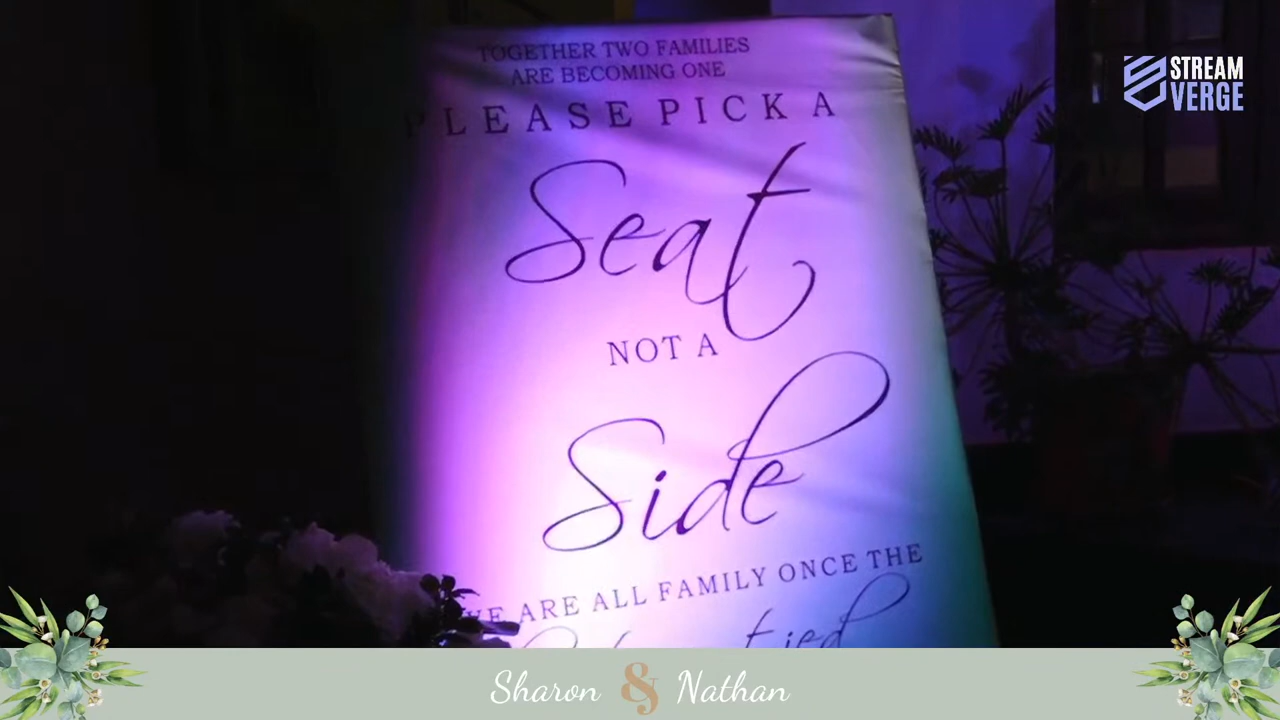 TOGETHER TWO FAMILIES
ARE BECOMING ONE
PLEASE PICK A
Seat
NOT A
Side
WE ARE ALL FAMILY ONCE THE
tied
STREAM
VERGE
Sharon & Nathan